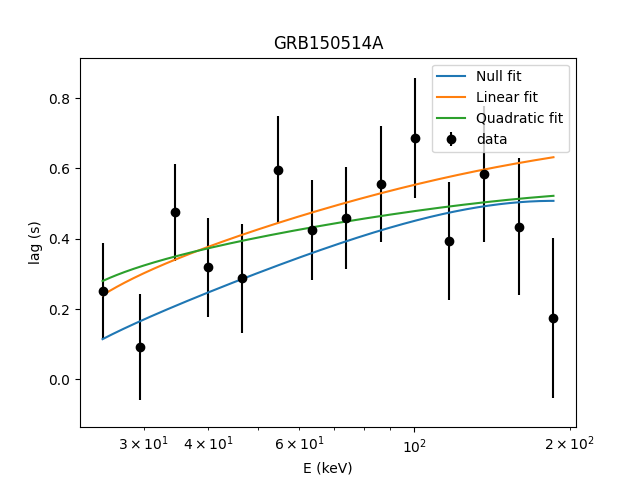 GRB150514A
Null fit
Linear fit
Quadratic fit
data
lag (s)
0.8
0.6
0.4
0.2
0.0
3 × 10¹
4 × 10¹
6 × 10¹
10²
2 × 10²
E (keV)